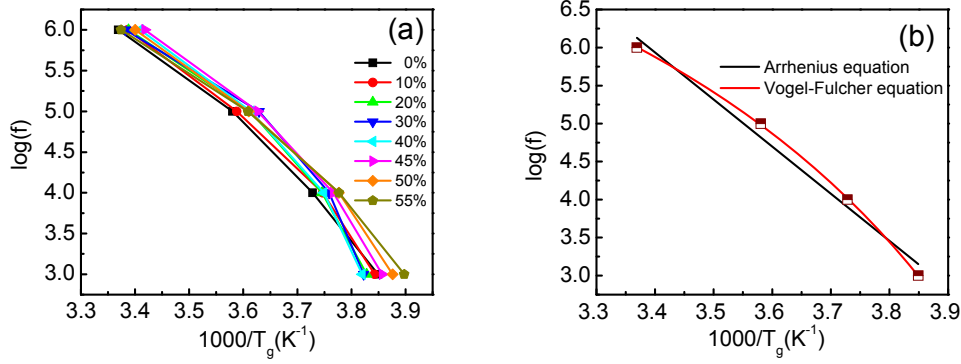 (a)
6.0
5.5
5.0
4.5
4.0
3.5
3.0
log(f)
0%
10%
20%
30%
40%
45%
50%
55%
3.3 3.4 3.5 3.6 3.7 3.8 3.9
1000/Tg(K-1)
(b)
6.5
6.0
5.5
5.0
4.5
4.0
3.5
3.0
2.5
log(f)
Arrhenius equation
Vogel-Fulcher equation
3.3 3.4 3.5 3.6 3.7 3.8 3.9
1000/Tg(K-1)